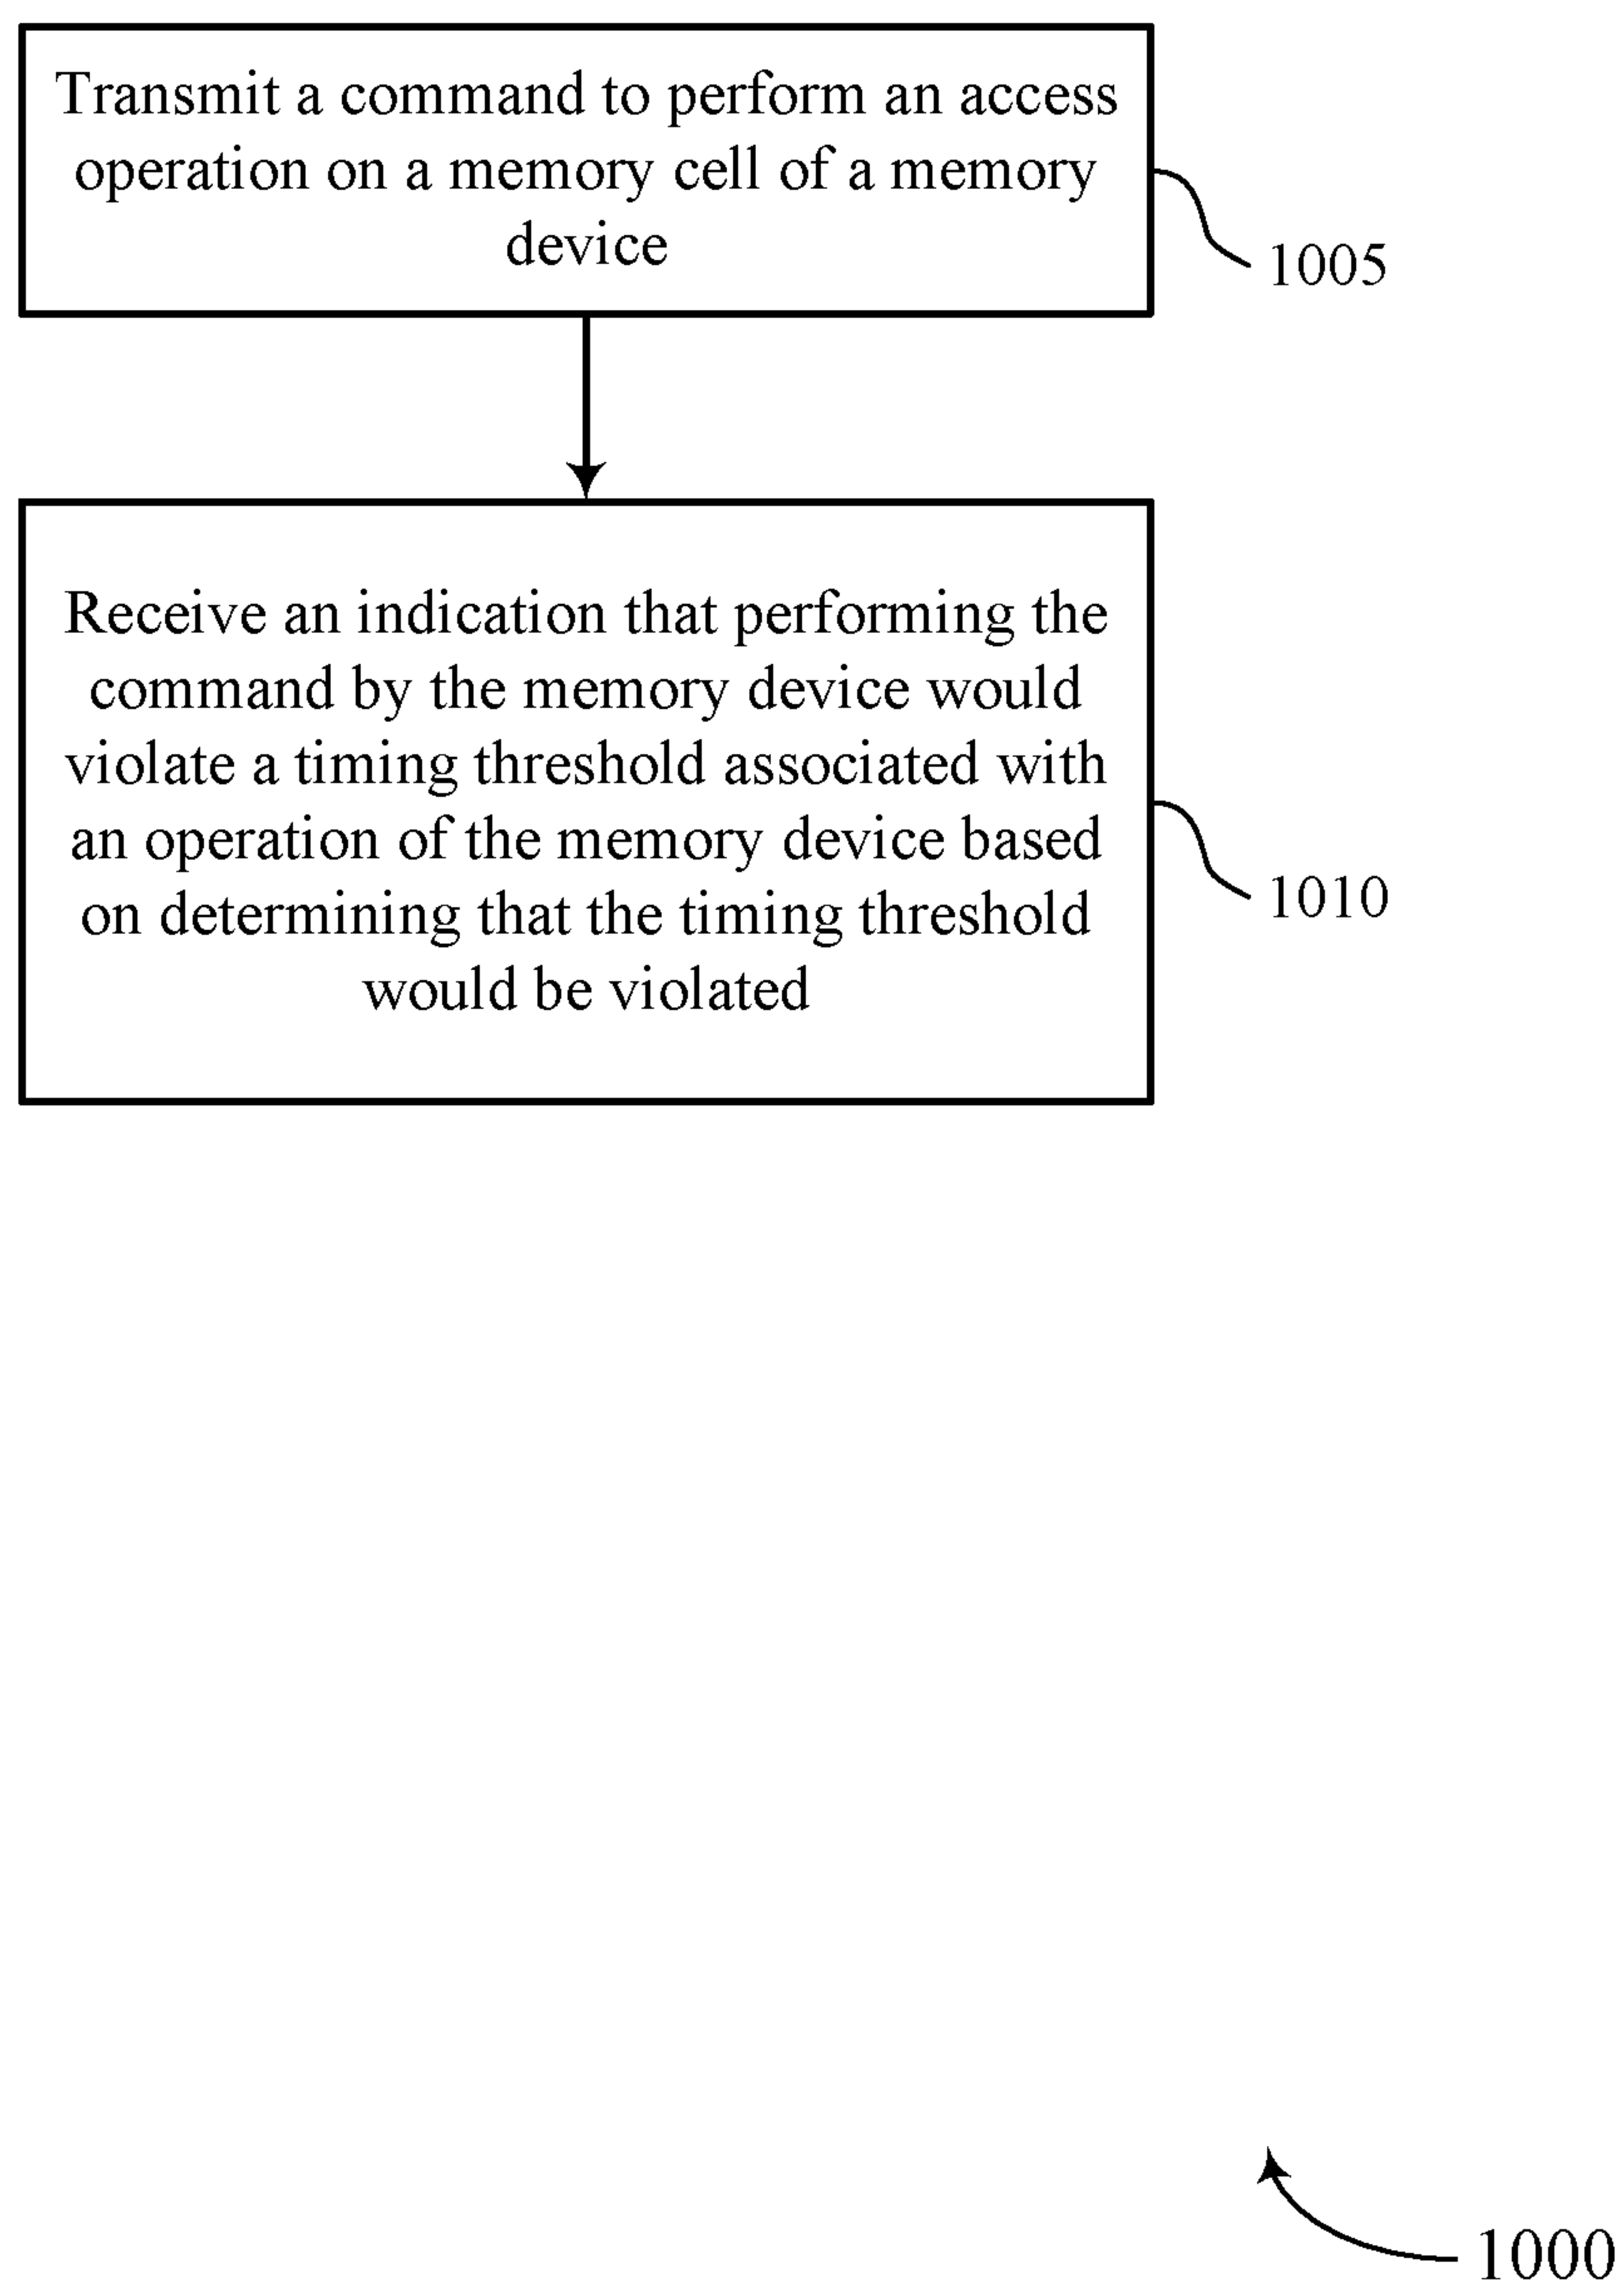 Transmit a command to perform an access
operation on a memory cell of a memory
device
1005
Receive an indication that performing the
command by the memory device would
violate a timing threshold associated with
an operation of the memory device based
on determining that the timing threshold
would be violated
1010
1000